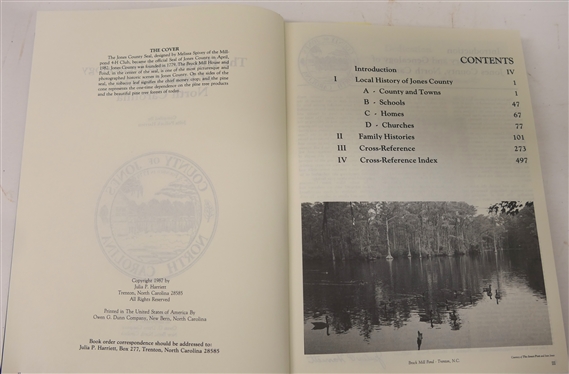 THE COVER
The Jones County Seal, designed by Melissa Spivey of the Mill-
pond 4-H Club, became the official Seal of Jones County in April,
1981. Jones County was founded in 1778. The Brock Mill House and
Pond, in the center of the seal, is one of the most picturesque and
photographed historic scenes in Jones County. On the sides of the
seal, the tobacco leaf signifies the chief money crop, and the pine
cone represents the one-time dependence on the pine tree products
and the beautiful pine tree forests of today.
Copyright 1987 by
Julia P. Harriett
Trenton, North Carolina 28585
All Rights Reserved
Printed in The United States of America By
Owen G. Dunn Company, New Bern, North Carolina
Book order correspondence should be addressed to:
Julia P. Harriett, Box 277, Trenton, North Carolina 28585
CONTENTS
Introduction IV
I Local History of Jones County 1
A - County and Towns 1
B - Schools 47
C - Homes 67
D - Churches 77
II Family Histories 101
III Cross-Reference 273
IV Cross-Reference Index 497
Brock Mill Pond Trenton, N.C.
III